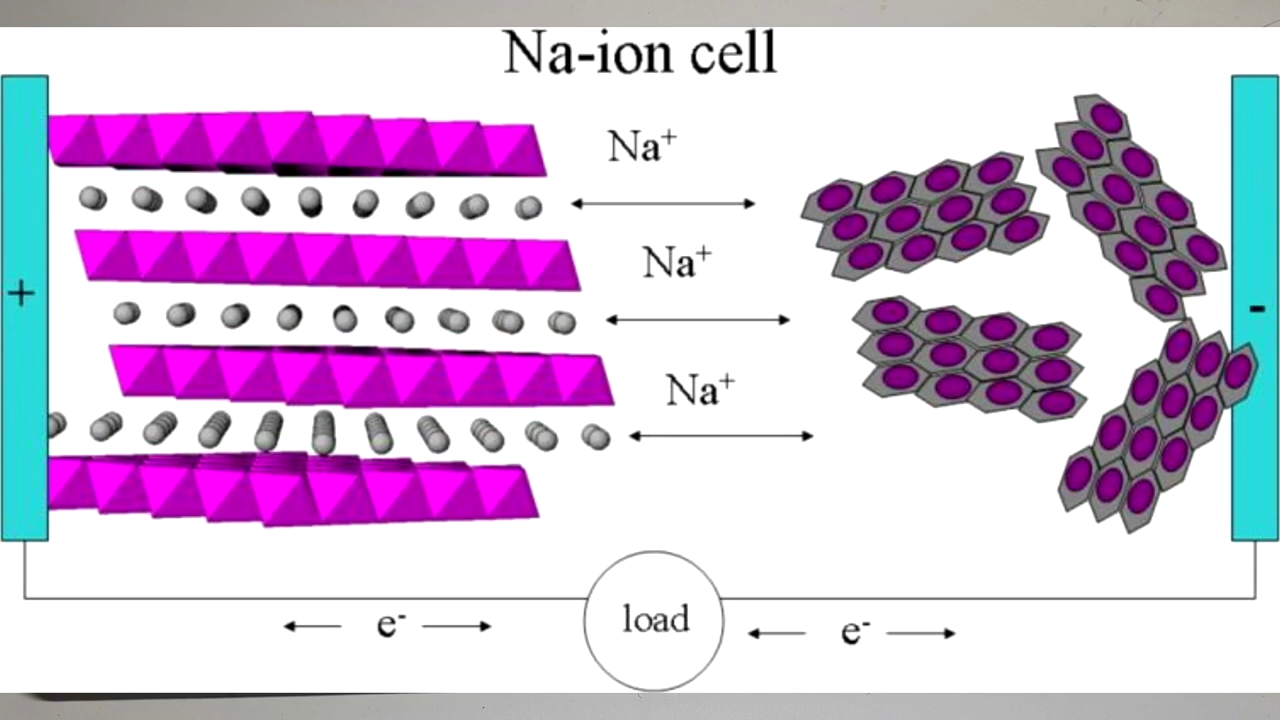 Na-ion cell
Na⁺
Na⁺
+
-
Na⁺
load
e⁻
e⁻